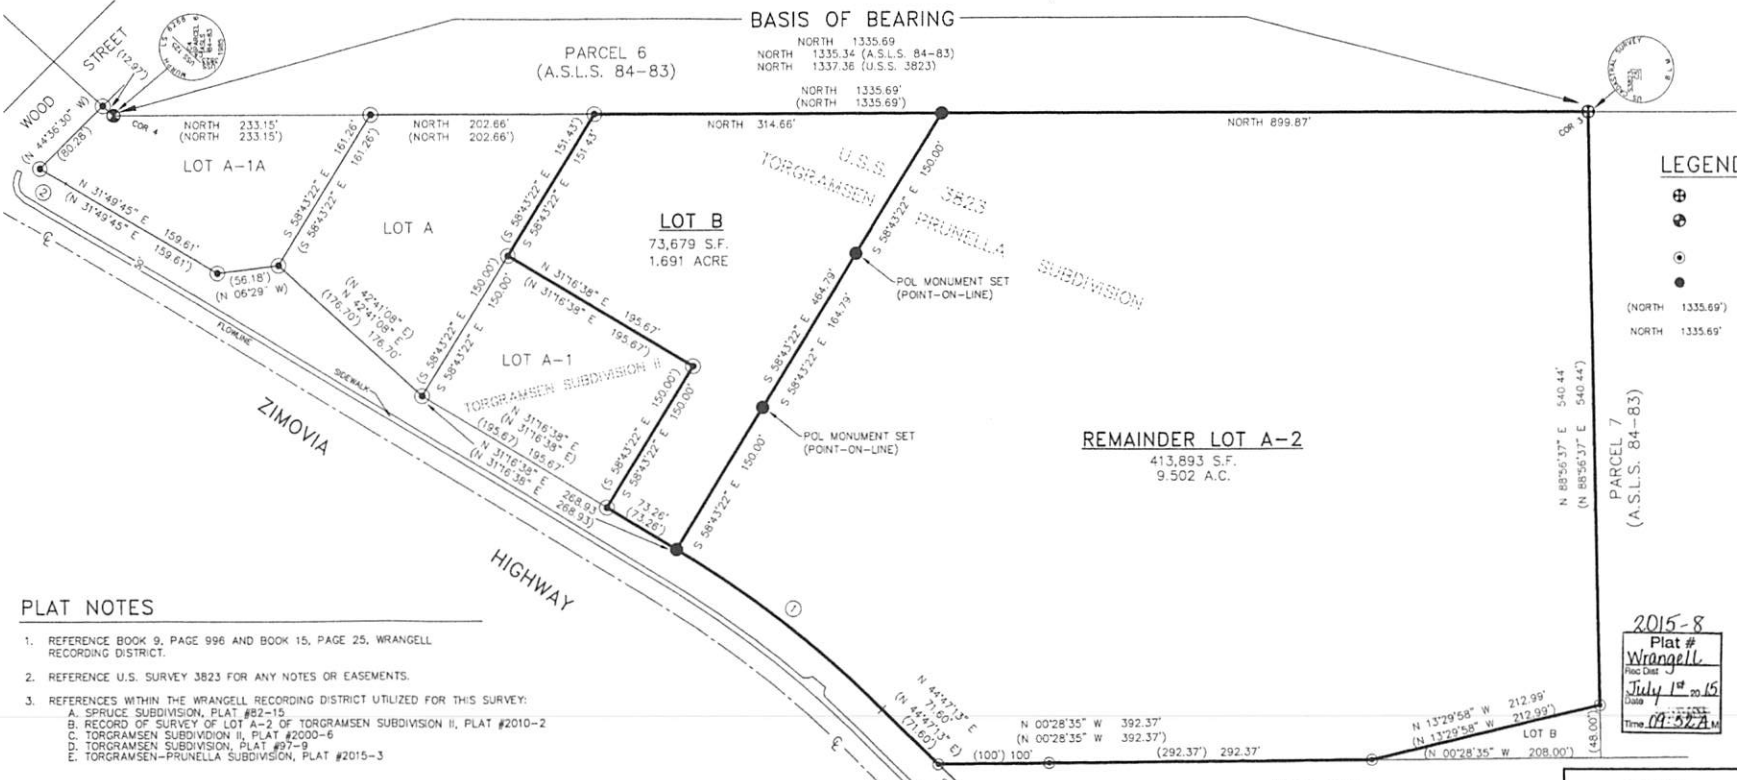 BASIS OF BEARING
NORTH 1335.69
NORTH 1335.34 (A.S.L.S. 84-83)
NORTH 1337.36 (U.S.S. 3823)
NORTH 1335.69'
(NORTH 1335.69')
PARCEL 6
(A.S.L.S. 84-83)
WOOD STREET
(12.97')
(N 44°36'30" W)
(80.28')
COR 4
NORTH 233.15'
(NORTH 233.15')
NORTH 202.66'
(NORTH 202.66')
NORTH 314.66'
NORTH 899.87'
COR 3
LOT A-1A
2
N 31°49'45" E 159.61'
(N 31°49'45" E 159.61')
S 58°43'22" E 161.26'
(S 58°43'22" E 161.26')
(56.18')
(N 06°29' W)
LOT A
(N 42°41'08" E)
N 42°41'08" E
(176.70') 176.70'
(S 58°43'22" E 151.43')
S 58°43'22" E 151.43'
LOT B
73,679 S.F.
1.691 ACRE
N 31°16'38" E 195.67'
(N 31°16'38" E 195.67')
(S 58°43'22" E 150.00')
S 58°43'22" E 150.00'
LOT A-1
TORGRAMSEN SUBDIVISION II
(S 58°43'22" E 150.00')
S 58°43'22" E 150.00'
N 31°16'38" E
(N 31°16'38" E)
(195.67) 195.67'
N 31°16'38" E 268.93
(N 31°16'38" E 268.93)
73.26'
(73.26')
U.S.S. 3823
TORGRAMSEN PRUNELLA SUBDIVISION
S 58°43'22" E 150.00'
POL MONUMENT SET
(POINT-ON-LINE)
S 58°43'22" E 464.79'
S 58°43'22" E 164.79'
POL MONUMENT SET
(POINT-ON-LINE)
S 58°43'22" E 150.00'
REMAINDER LOT A-2
413,893 S.F.
9.502 A.C.
N 88°56'37" E 540.44'
(N 88°56'37" E 540.44')
PARCEL 7
(A.S.L.S. 84-83)
LEGEND
(NORTH 1335.69')
NORTH 1335.69'
FLOWLINE
SIDEWALK
ZIMOVIA
HIGHWAY
1
N 44°47'13" E
71.60'
(N 44°47'13" E)
(71.60')
N 00°28'35" W 392.37'
(N 00°28'35" W 392.37')
(100') 100'
(292.37') 292.37'
N 13°29'58" W 212.99'
(N 13°29'58" W 212.99')
LOT B
(N 00°28'35" W 208.00')
(48.00')
PLAT NOTES
1. REFERENCE BOOK 9, PAGE 996 AND BOOK 15, PAGE 25, WRANGELL
RECORDING DISTRICT.
2. REFERENCE U.S. SURVEY 3823 FOR ANY NOTES OR EASEMENTS.
3. REFERENCES WITHIN THE WRANGELL RECORDING DISTRICT UTILIZED FOR THIS SURVEY:
A. SPRUCE SUBDIVISION, PLAT #82-15
B. RECORD OF SURVEY OF LOT A-2 OF TORGRAMSEN SUBDIVISION II, PLAT #2010-2
C. TORGRAMSEN SUBDIVIDION II, PLAT #2000-6
D. TORGRAMSEN SUBDIVISION, PLAT #97-9
E. TORGRAMSEN-PRUNELLA SUBDIVISION, PLAT #2015-3
2015-8
Plat #
Wrangell
Rec Dist
July 1st 2015
Date
Time 09:52 A M